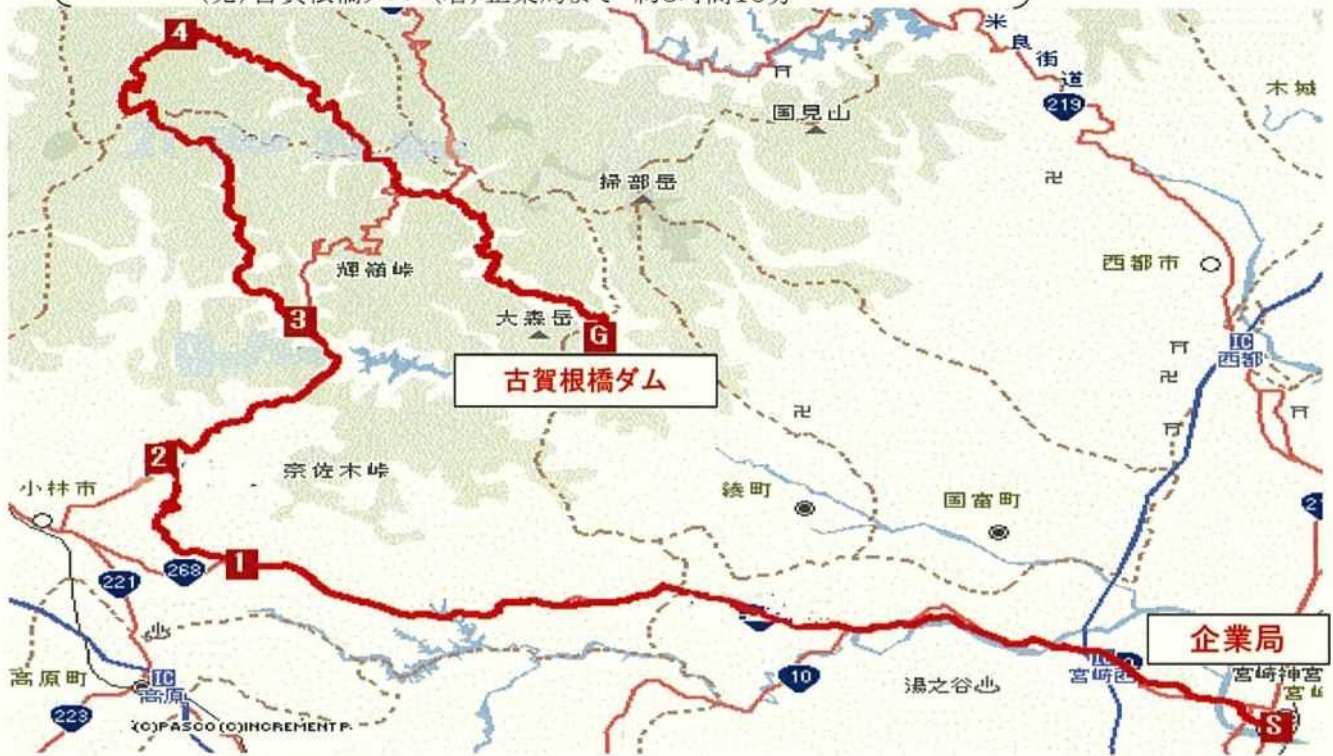 4
米良街道
219
木城
国見山
掃部岳
西都市
輝嶺峠
3
大森岳
G
IC
西都
古賀根橋ダム
2
奈佐木峠
小林市
綾町
国富町
21
1
268
221
企業局
高原町
IC
高原
10
湯之谷
IC
宮崎西
宮崎神宮
宮崎
S
223
(C)PASCO (C)INCREMENT P